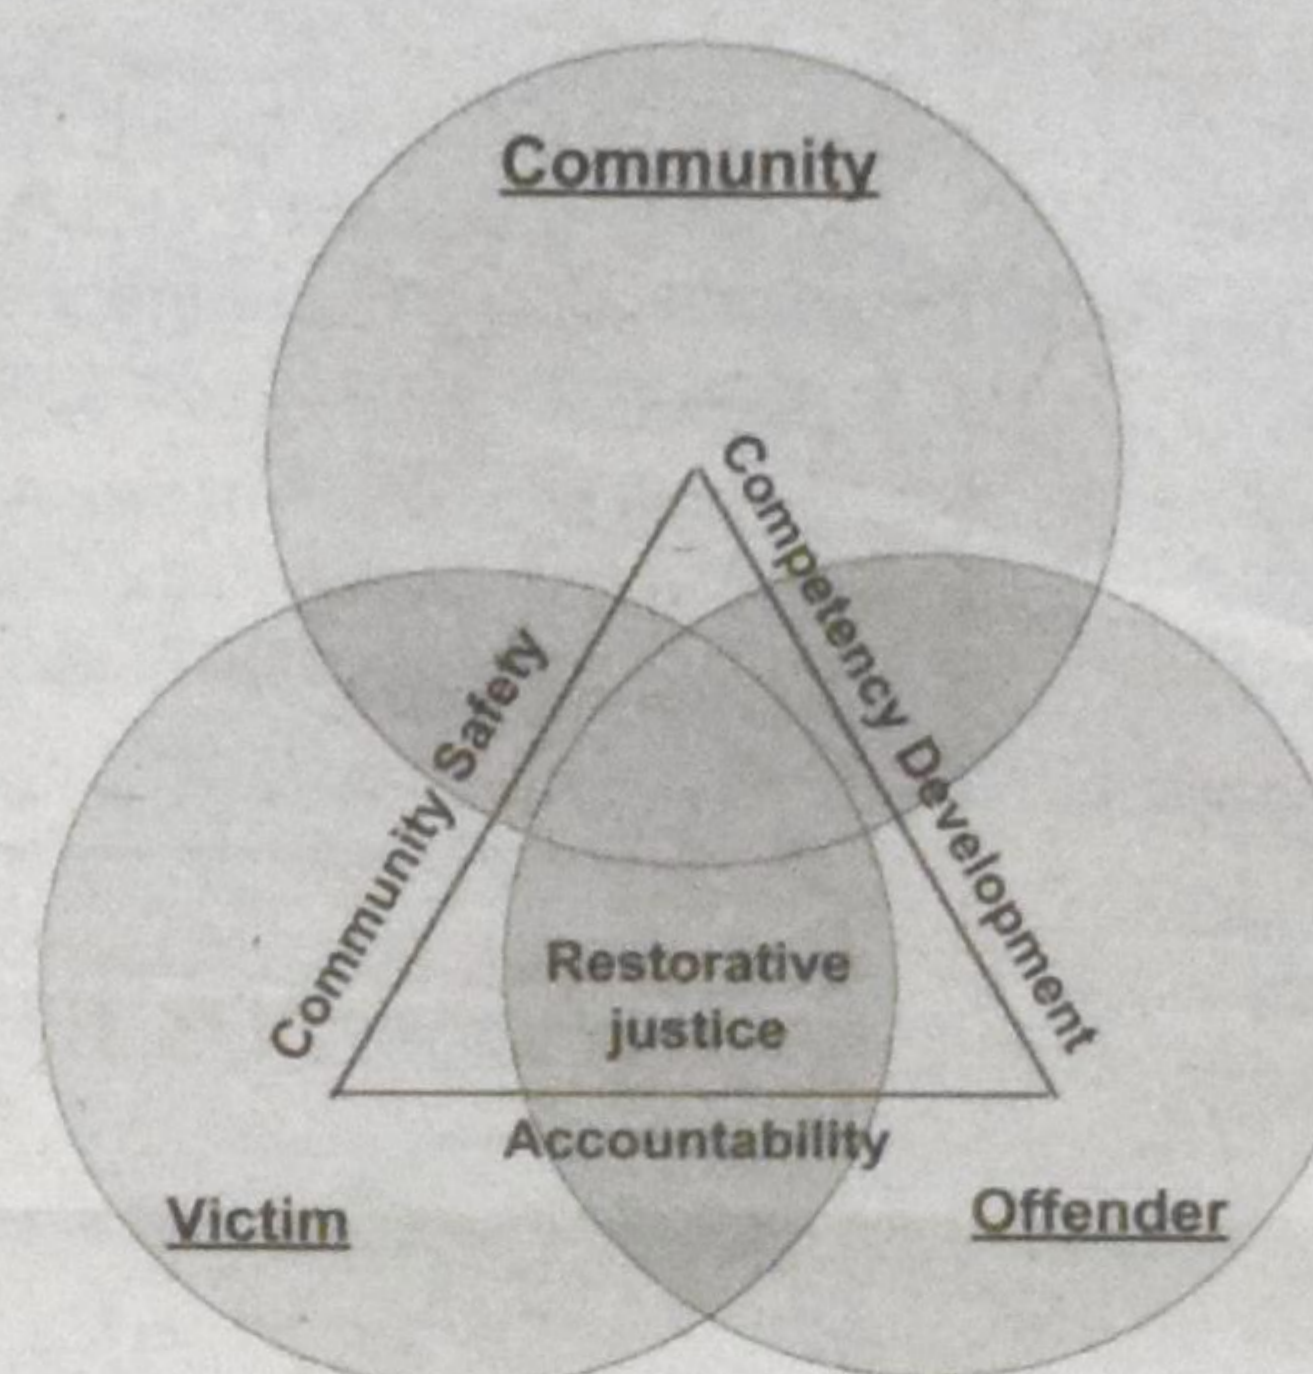 Community
Competency Development
Community Safety
Restorative
justice
Accountability
Victim
Offender